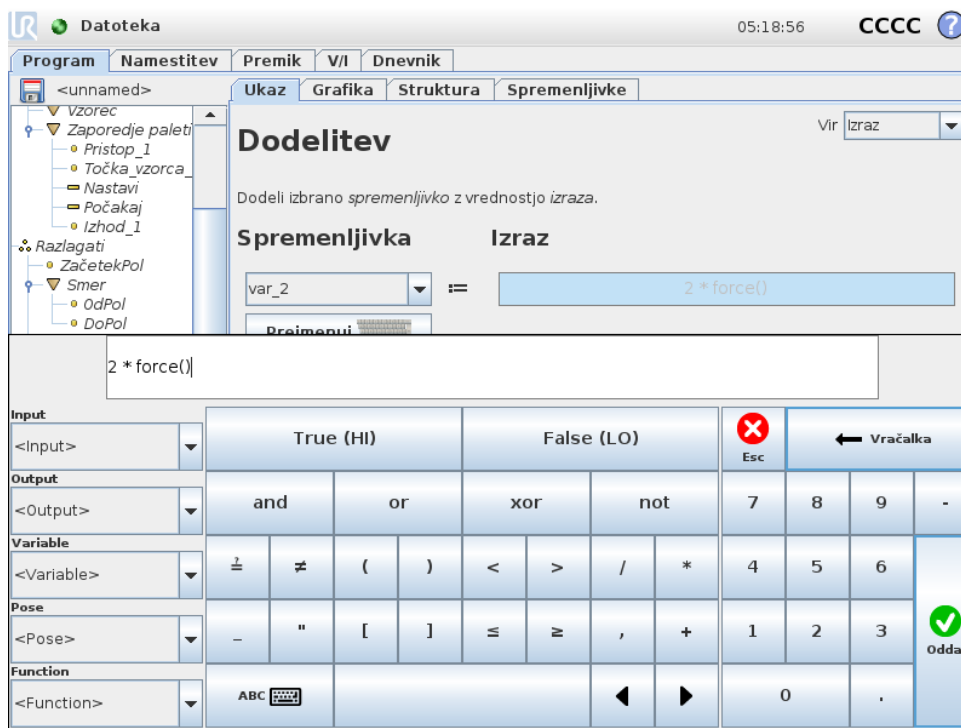 UR Datoteka 05:18:56 CCCC ?
Program Namestitev Premik V/I Dnevnik
<unnamed> Ukaz Grafika Struktura Spremenljivke
Vzorec
Zaporedje paleti
Pristop_1
Točka_vzorca_
Nastavi
Počakaj
Izhod_1
Razlagati
ZačetekPol
Smer
OdPol
DoPol
Dodelitev
Vir Izraz
Dodeli izbrano spremenljivko z vrednostjo izraza.
Spremenljivka Izraz
var_2 := 2 * force()
Preimenuj
2 * force()
Input
<Input>
Output
<Output>
Variable
<Variable>
Pose
<Pose>
Function
<Function>
True (HI) False (LO) Esc Vračalka
and or xor not 7 8 9 -
≟ ≠ ( ) < > / * 4 5 6
_ " [ ] ≤ ≥ , + 1 2 3 Odda
ABC 0 .